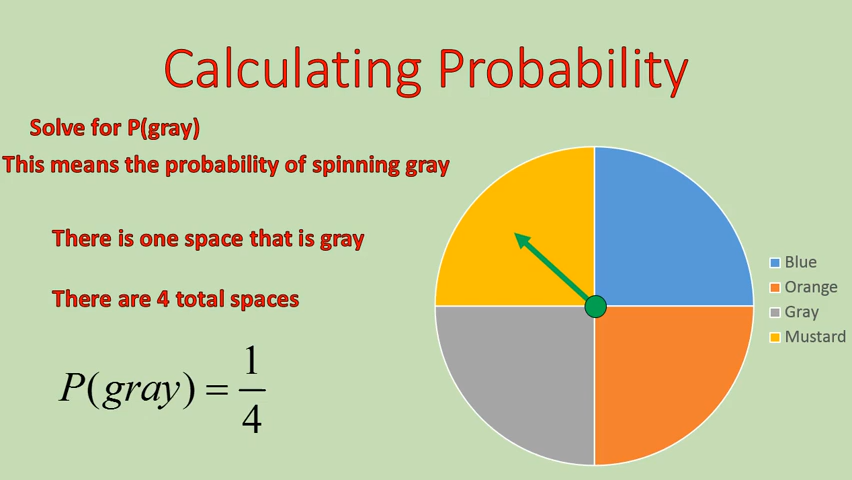 Calculating Probability
Solve for P(gray)
This means the probability of spinning gray
There is one space that is gray
There are 4 total spaces
P(gray) = 1/4
Blue
Orange
Gray
Mustard